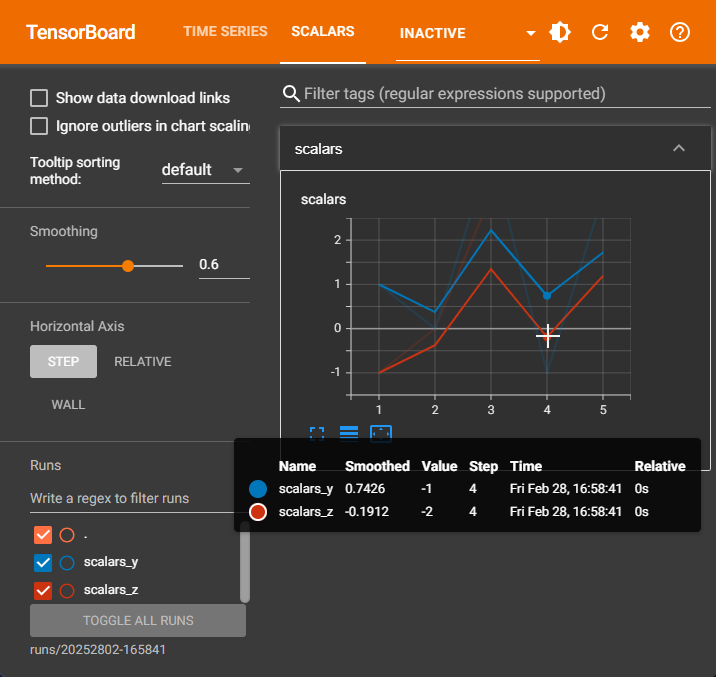 TensorBoard TIME SERIES SCALARS INACTIVE
Show data download links
Ignore outliers in chart scaling
Tooltip sorting
method:
default
Smoothing
0.6
Horizontal Axis
STEP RELATIVE
WALL
Runs
Write a regex to filter runs
.
scalars_y
scalars_z
TOGGLE ALL RUNS
runs/20252802-165841
Filter tags (regular expressions supported)
scalars
scalars
2
1
0
-1
1 2 3 4 5
Name Smoothed Value Step Time Relative
scalars_y 0.7426 -1 4 Fri Feb 28, 16:58:41 0s
scalars_z -0.1912 -2 4 Fri Feb 28, 16:58:41 0s